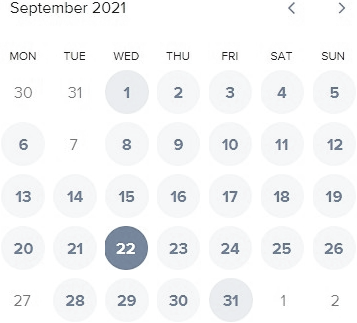 September 2021
MON TUE WED THU FRI SAT SUN
30 31 1 2 3 4 5
6 7 8 9 10 11 12
13 14 15 16 17 18 19
20 21 22 23 24 25 26
27 28 29 30 31 1 2